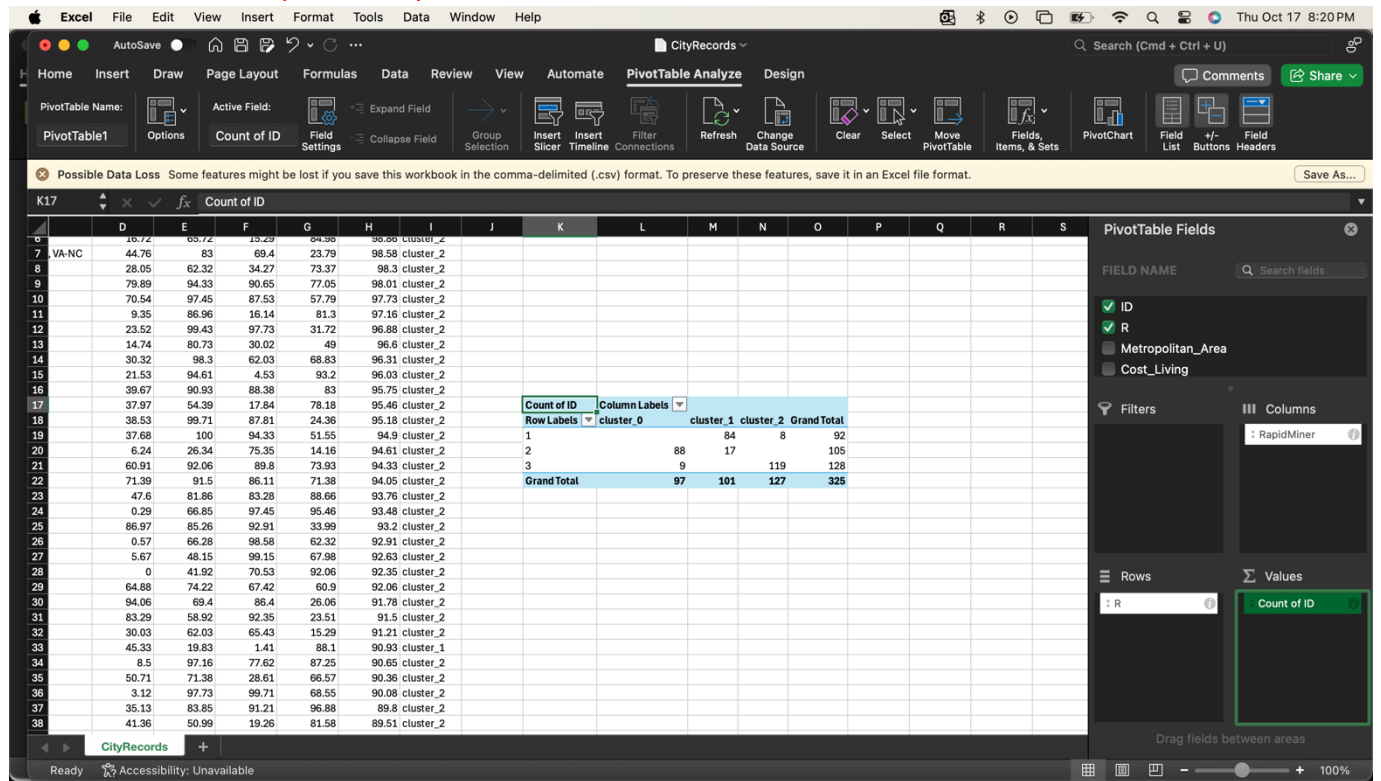 Excel File Edit View Insert Format Tools Data Window Help Thu Oct 17 8:20 PM
AutoSave CityRecords Search (Cmd + Ctrl + U)
Home Insert Draw Page Layout Formulas Data Review View Automate PivotTable Analyze Design Comments Share
PivotTable Name: Active Field: Expand Field
PivotTable1 Options Count of ID Field Settings Collapse Field Group Selection Insert Slicer Insert Timeline Filter Connections Refresh Change Data Source Clear Select Move PivotTable Fields, Items, & Sets PivotChart Field List +/- Buttons Field Headers
Possible Data Loss Some features might be lost if you save this workbook in the comma-delimited (.csv) format. To preserve these features, save it in an Excel file format. Save As...
K17 fx Count of ID
D E F G H I J K L M N O P Q R S
6 16.72 65.72 15.29 84.98 98.86 cluster_2
7 , VA-NC 44.76 83 69.4 23.79 98.58 cluster_2
8 28.05 62.32 34.27 73.37 98.3 cluster_2
9 79.89 94.33 90.65 77.05 98.01 cluster_2
10 70.54 97.45 87.53 57.79 97.73 cluster_2
11 9.35 86.96 16.14 81.3 97.16 cluster_2
12 23.52 99.43 97.73 31.72 96.88 cluster_2
13 14.74 80.73 30.02 49 96.6 cluster_2
14 30.32 98.3 62.03 68.83 96.31 cluster_2
15 21.53 94.61 4.53 93.2 96.03 cluster_2
16 39.67 90.93 88.38 83 95.75 cluster_2
17 37.97 54.39 17.84 78.18 95.46 cluster_2 Count of ID Column Labels
18 38.53 99.71 87.81 24.36 95.18 cluster_2 Row Labels cluster_0 cluster_1 cluster_2 Grand Total
19 37.68 100 94.33 51.55 94.9 cluster_2 1 84 8 92
20 6.24 26.34 75.35 14.16 94.61 cluster_2 2 88 17 105
21 60.91 92.06 89.8 73.93 94.33 cluster_2 3 9 119 128
22 71.39 91.5 86.11 71.38 94.05 cluster_2 Grand Total 97 101 127 325
23 47.6 81.86 83.28 88.66 93.76 cluster_2
24 0.29 66.85 97.45 95.46 93.48 cluster_2
25 86.97 85.26 92.91 33.99 93.2 cluster_2
26 0.57 66.28 98.58 62.32 92.91 cluster_2
27 5.67 48.15 99.15 67.98 92.63 cluster_2
28 0 41.92 70.53 92.06 92.35 cluster_2
29 64.88 74.22 67.42 60.9 92.06 cluster_2
30 94.06 69.4 86.4 26.06 91.78 cluster_2
31 83.29 58.92 92.35 23.51 91.5 cluster_2
32 30.03 62.03 65.43 15.29 91.21 cluster_2
33 45.33 19.83 1.41 88.1 90.93 cluster_1
34 8.5 97.16 77.62 87.25 90.65 cluster_2
35 50.71 71.38 28.61 66.57 90.36 cluster_2
36 3.12 97.73 99.71 68.55 90.08 cluster_2
37 35.13 83.85 91.21 96.88 89.8 cluster_2
38 41.36 50.99 19.26 81.58 89.51 cluster_2
PivotTable Fields
FIELD NAME Search fields
ID
R
Metropolitan_Area
Cost_Living
Filters Columns
RapidMiner
Rows Values
R Count of ID
Drag fields between areas
CityRecords +
Ready Accessibility: Unavailable 100%